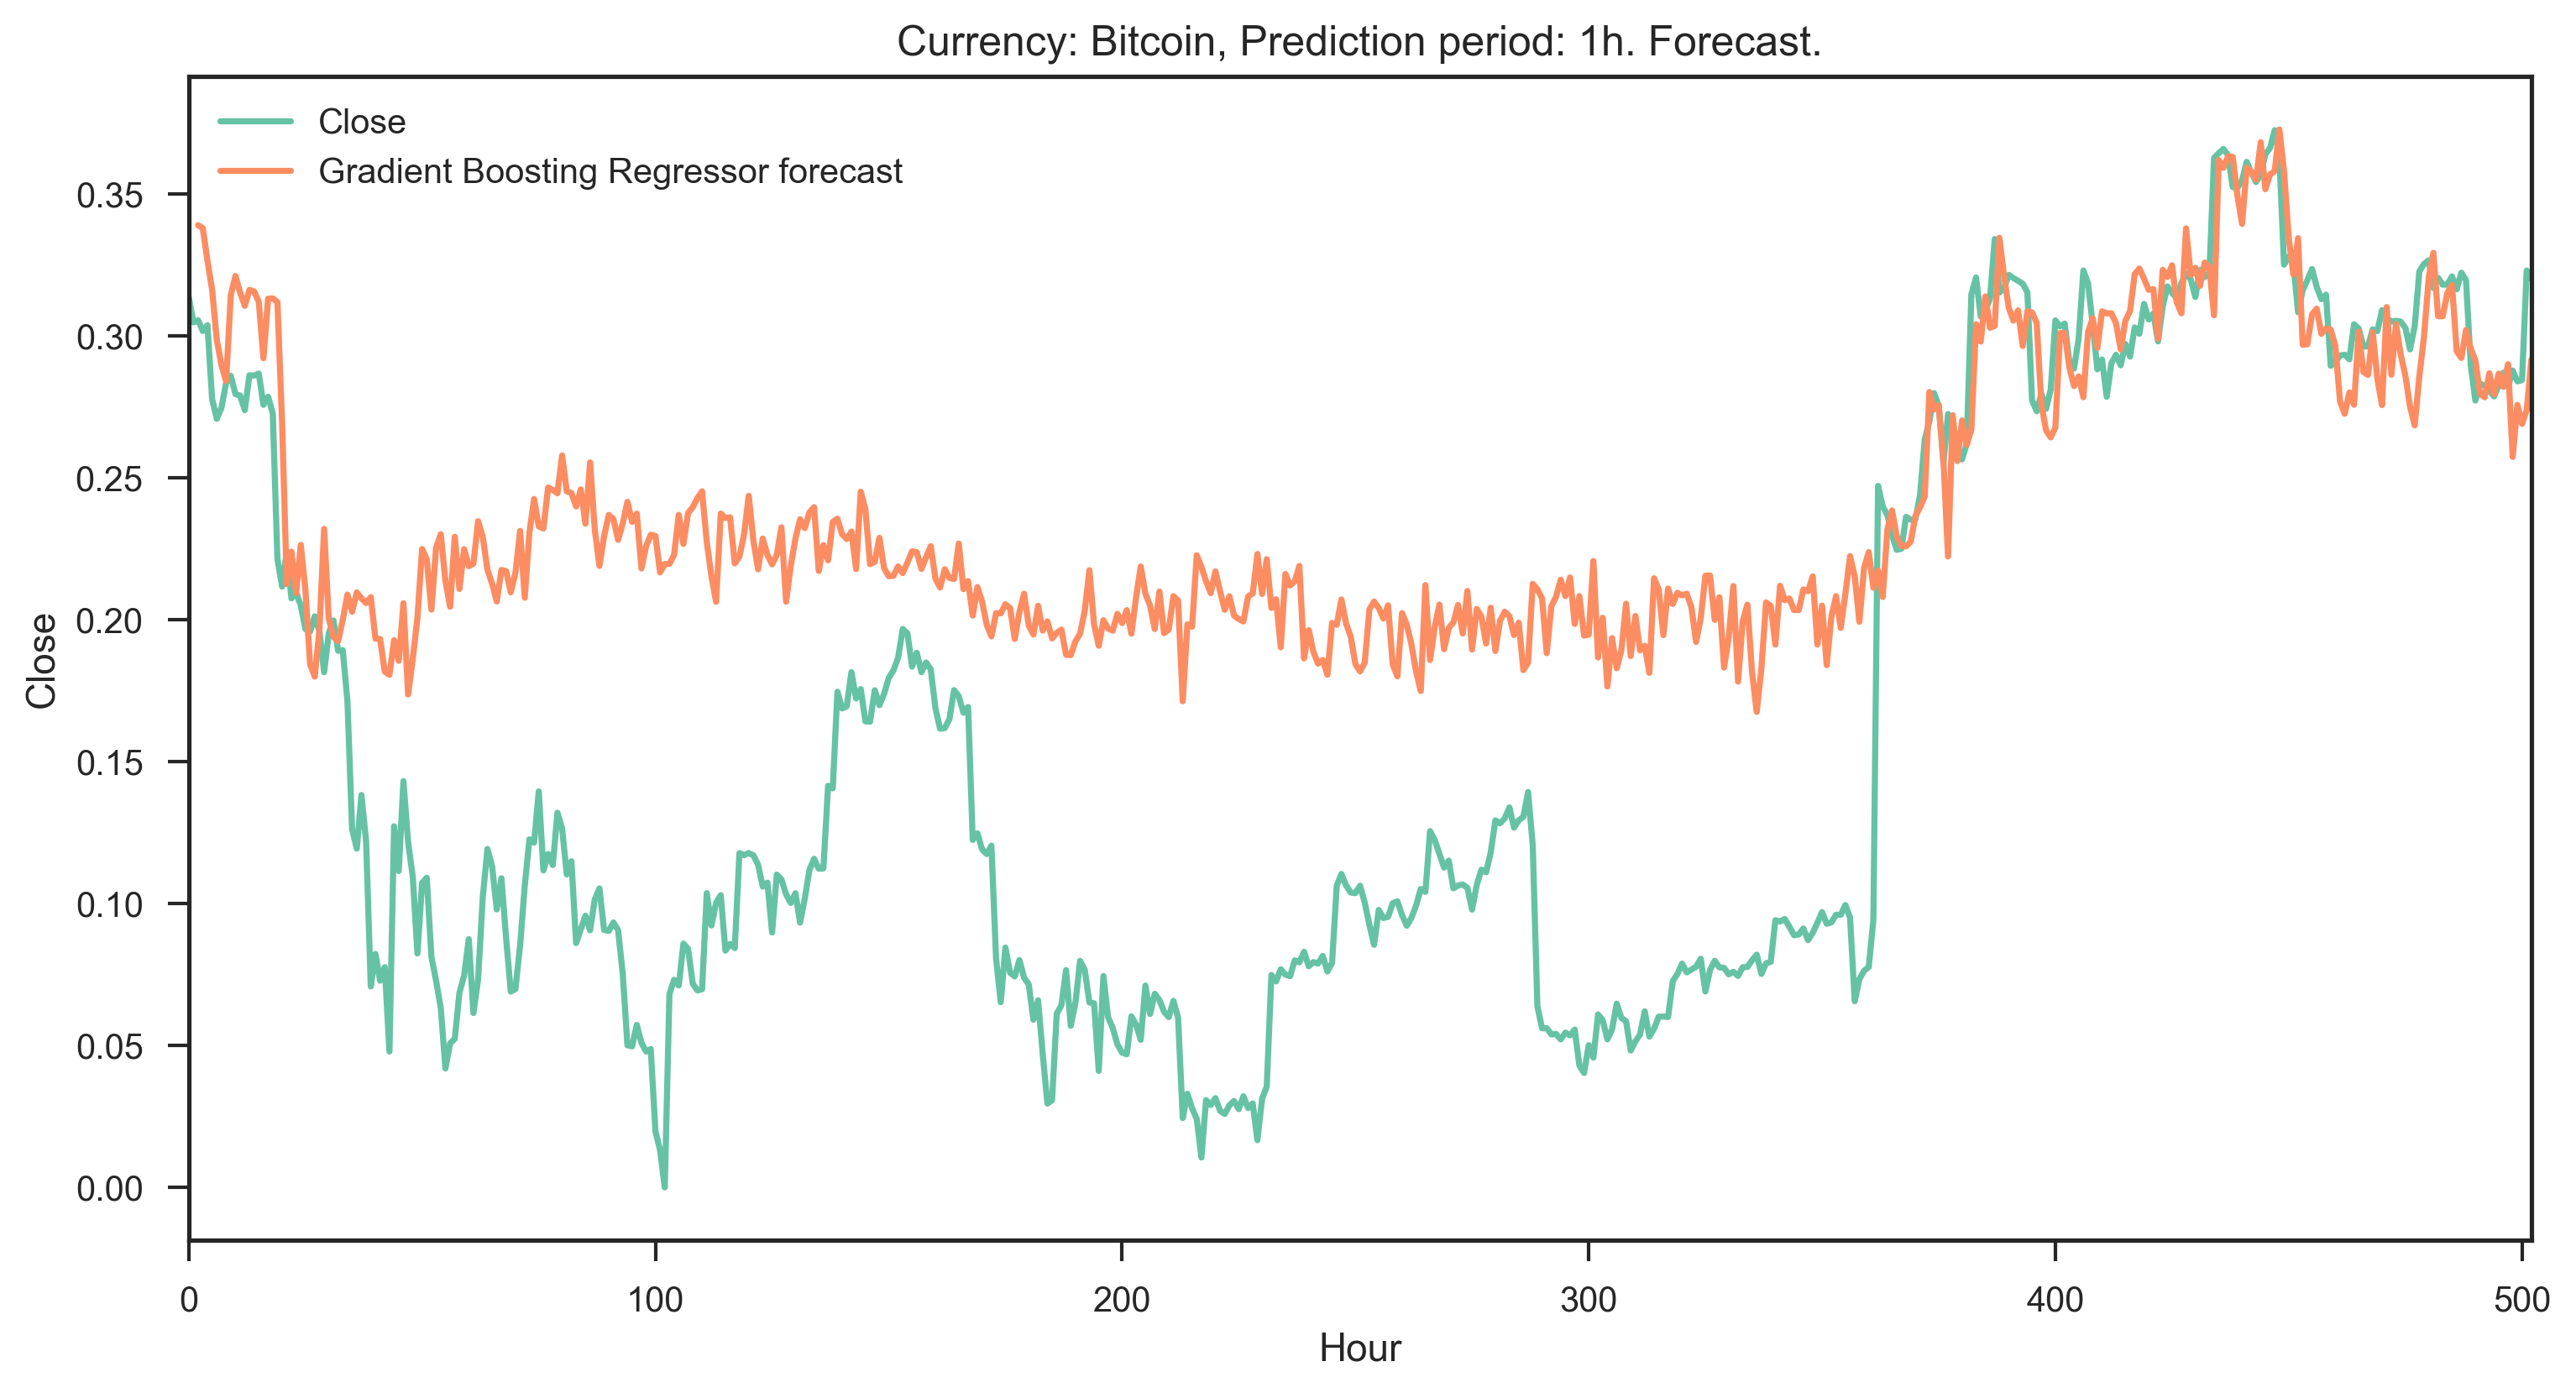 Currency: Bitcoin, Prediction period: 1h. Forecast.
Close
Gradient Boosting Regressor forecast
0.35
0.30
0.25
0.20
0.15
0.10
0.05
0.00
Close
0 100 200 300 400 500
Hour